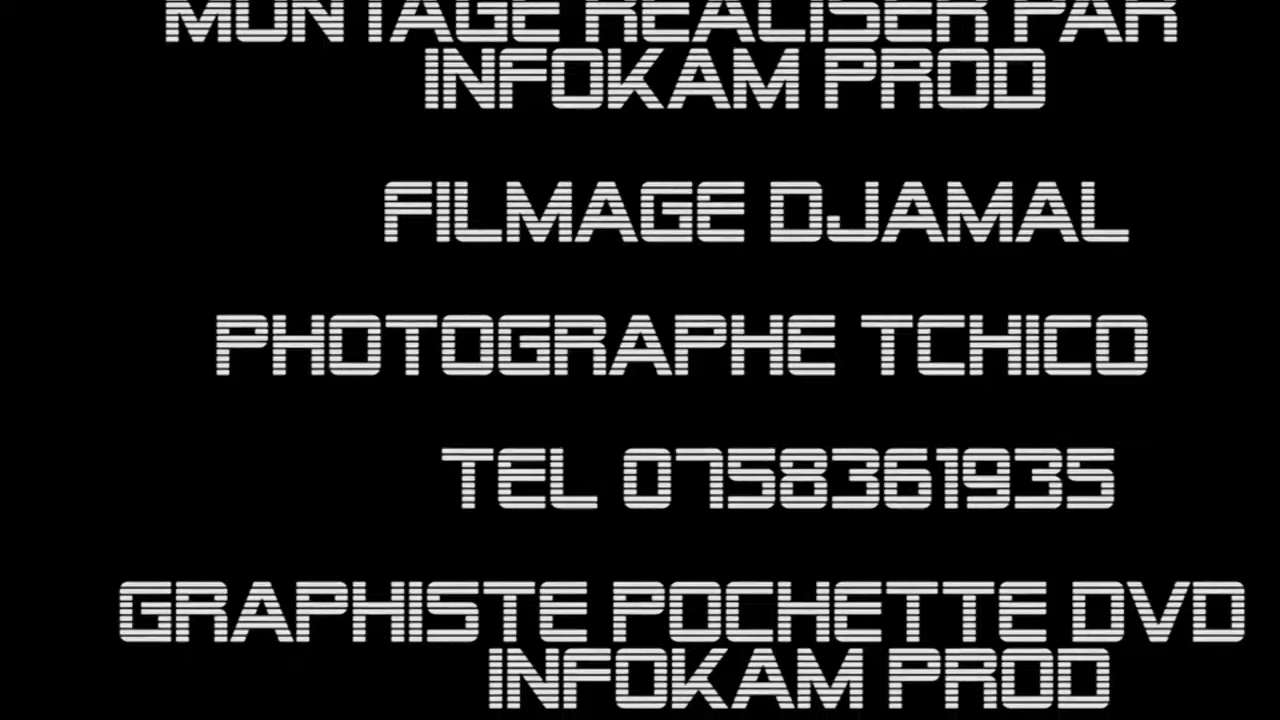 MONTAGE REALISER PAR
INFOKAM PROD
FILMAGE DJAMAL
PHOTOGRAPHE TCHICO
TEL 0758361935
GRAPHISTE POCHETTE DVD
INFOKAM PROD